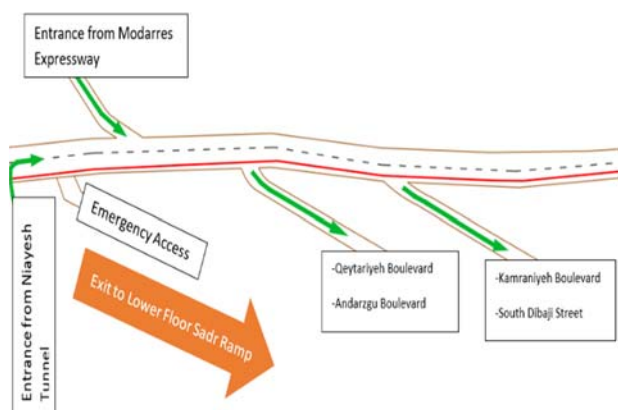 Entrance from Modarres
Expressway
Emergency Access
Exit to Lower Floor Sadr Ramp
Entrance from Niayesh
Tunnel
-Qeytariyeh Boulevard
-Andarzgu Boulevard
-Kamraniyeh Boulevard
-South Dibaji Street